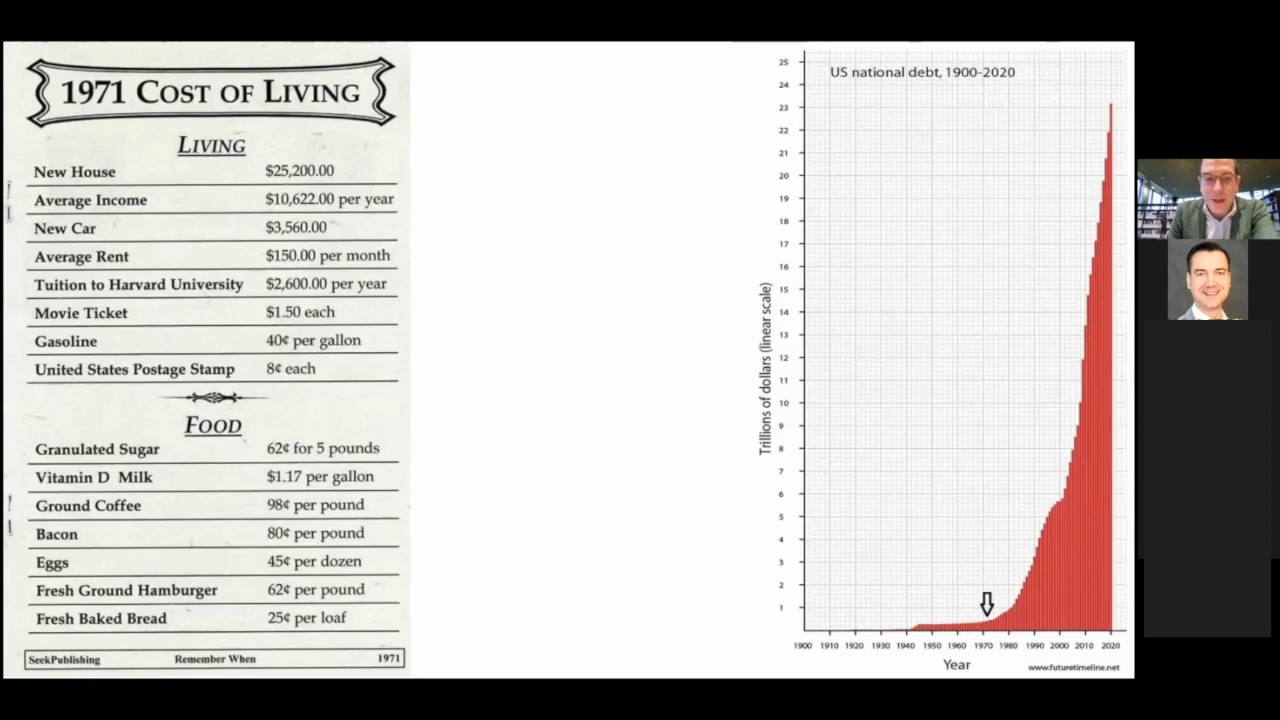 1971 COST OF LIVING
LIVING
New House $25,200.00
Average Income $10,622.00 per year
New Car $3,560.00
Average Rent $150.00 per month
Tuition to Harvard University $2,600.00 per year
Movie Ticket $1.50 each
Gasoline 40¢ per gallon
United States Postage Stamp 8¢ each
FOOD
Granulated Sugar 62¢ for 5 pounds
Vitamin D Milk $1.17 per gallon
Ground Coffee 98¢ per pound
Bacon 80¢ per pound
Eggs 45¢ per dozen
Fresh Ground Hamburger 62¢ per pound
Fresh Baked Bread 25¢ per loaf
SeekPublishing Remember When 1971
US national debt, 1900-2020
Trillions of dollars (linear scale)
25
24
23
22
21
20
19
18
17
16
15
14
13
12
11
10
9
8
7
6
5
4
3
2
1
1900 1910 1920 1930 1940 1950 1960 1970 1980 1990 2000 2010 2020
Year
www.futuretimeline.net